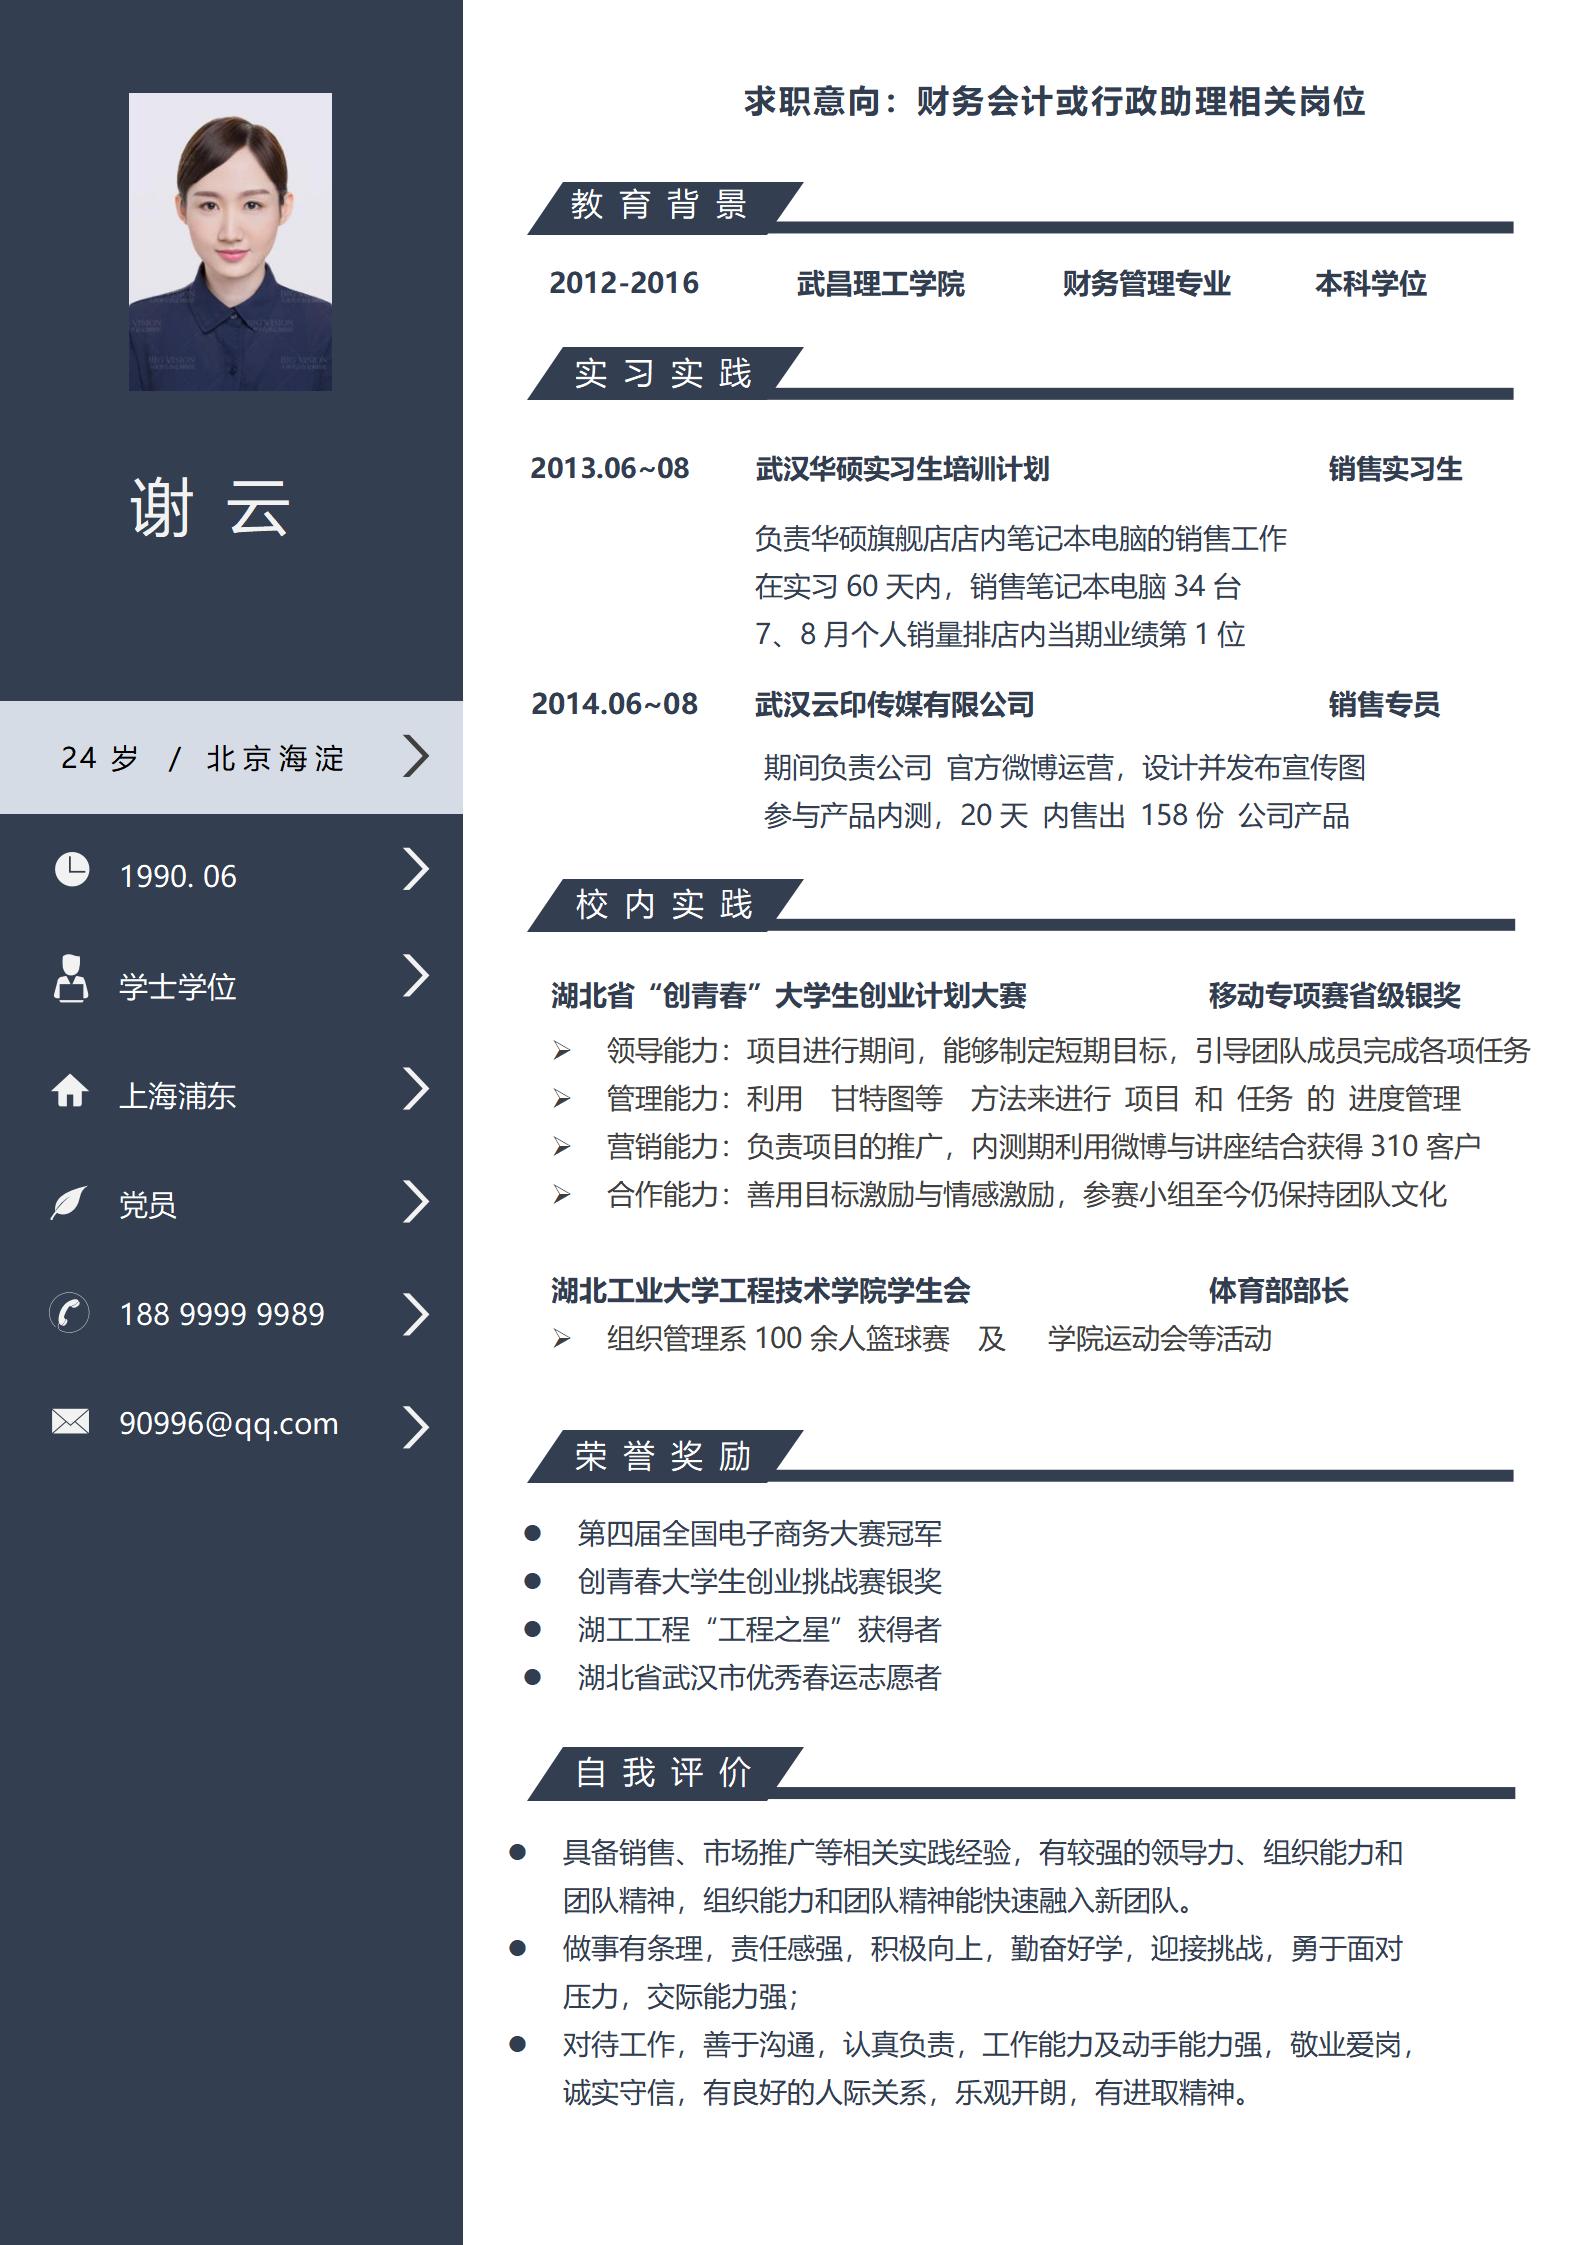 谢 云
24 岁 / 北京海淀
1990. 06
学士学位
上海浦东
党员
188 9999 9989
90996@qq.com
求职意向：财务会计或行政助理相关岗位
教育背景
2012-2016 武昌理工学院 财务管理专业 本科学位
实习实践
2013.06~08 武汉华硕实习生培训计划 销售实习生
负责华硕旗舰店店内笔记本电脑的销售工作
在实习 60 天内，销售笔记本电脑 34 台
7、8 月个人销量排店内当期业绩第 1 位
2014.06~08 武汉云印传媒有限公司 销售专员
期间负责公司 官方微博运营，设计并发布宣传图
参与产品内测，20 天 内售出 158 份 公司产品
校内实践
湖北省“创青春”大学生创业计划大赛 移动专项赛省级银奖
领导能力：项目进行期间，能够制定短期目标，引导团队成员完成各项任务
管理能力：利用 甘特图等 方法来进行 项目 和 任务 的 进度管理
营销能力：负责项目的推广，内测期利用微博与讲座结合获得 310 客户
合作能力：善用目标激励与情感激励，参赛小组至今仍保持团队文化
湖北工业大学工程技术学院学生会 体育部部长
组织管理系 100 余人篮球赛 及 学院运动会等活动
荣誉奖励
第四届全国电子商务大赛冠军
创青春大学生创业挑战赛银奖
湖工工程“工程之星”获得者
湖北省武汉市优秀春运志愿者
自我评价
具备销售、市场推广等相关实践经验，有较强的领导力、组织能力和
团队精神，组织能力和团队精神能快速融入新团队。
做事有条理，责任感强，积极向上，勤奋好学，迎接挑战，勇于面对
压力，交际能力强；
对待工作，善于沟通，认真负责，工作能力及动手能力强，敬业爱岗，
诚实守信，有良好的人际关系，乐观开朗，有进取精神。